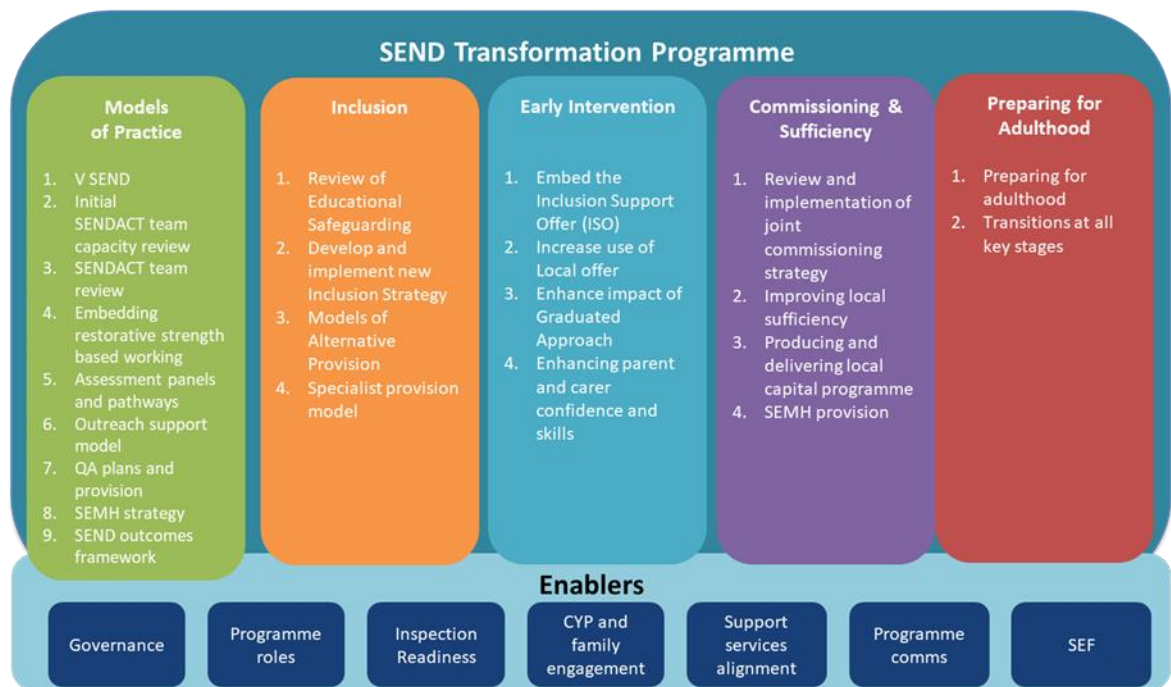 SEND Transformation Programme
Models
of Practice
1. V SEND
2. Initial
SENDACT team
capacity review
3. SENDACT team
review
4. Embedding
restorative strength
based working
5. Assessment panels
and pathways
6. Outreach support
model
7. QA plans and
provision
8. SEMH strategy
9. SEND outcomes
framework
Inclusion
1. Review of
Educational
Safeguarding
2. Develop and
implement new
Inclusion Strategy
3. Models of
Alternative
Provision
4. Specialist provision
model
Early Intervention
1. Embed the
Inclusion Support
Offer (ISO)
2. Increase use of
Local offer
3. Enhance impact of
Graduated
Approach
4. Enhancing parent
and carer
confidence and
skills
Commissioning &
Sufficiency
1. Review and
implementation of
joint
commissioning
strategy
2. Improving local
sufficiency
3. Producing and
delivering local
capital programme
4. SEMH provision
Preparing for
Adulthood
1. Preparing for
adulthood
2. Transitions at all
key stages
Enablers
Governance
Programme
roles
Inspection
Readiness
CYP and
family
engagement
Support
services
alignment
Programme
comms
SEF